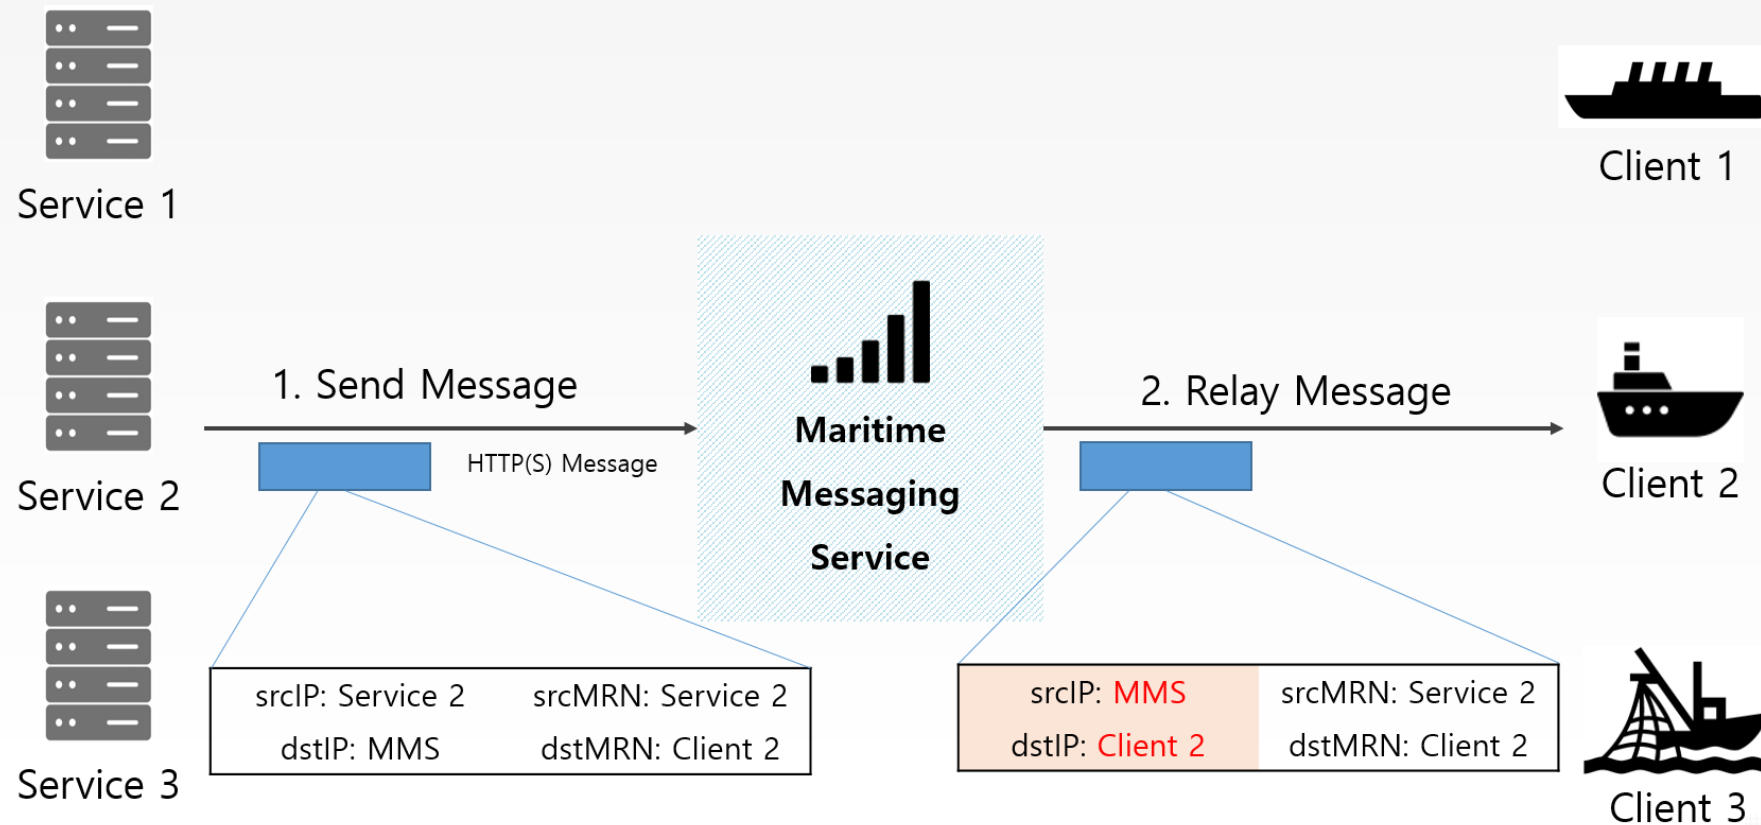 Service 1
Client 1
1. Send Message
2. Relay Message
HTTP(S) Message
Maritime
Messaging
Service
Service 2
Client 2
srcIP: Service 2
srcMRN: Service 2
dstIP: MMS
dstMRN: Client 2
srcIP: MMS
srcMRN: Service 2
dstIP: Client 2
dstMRN: Client 2
Service 3
Client 3